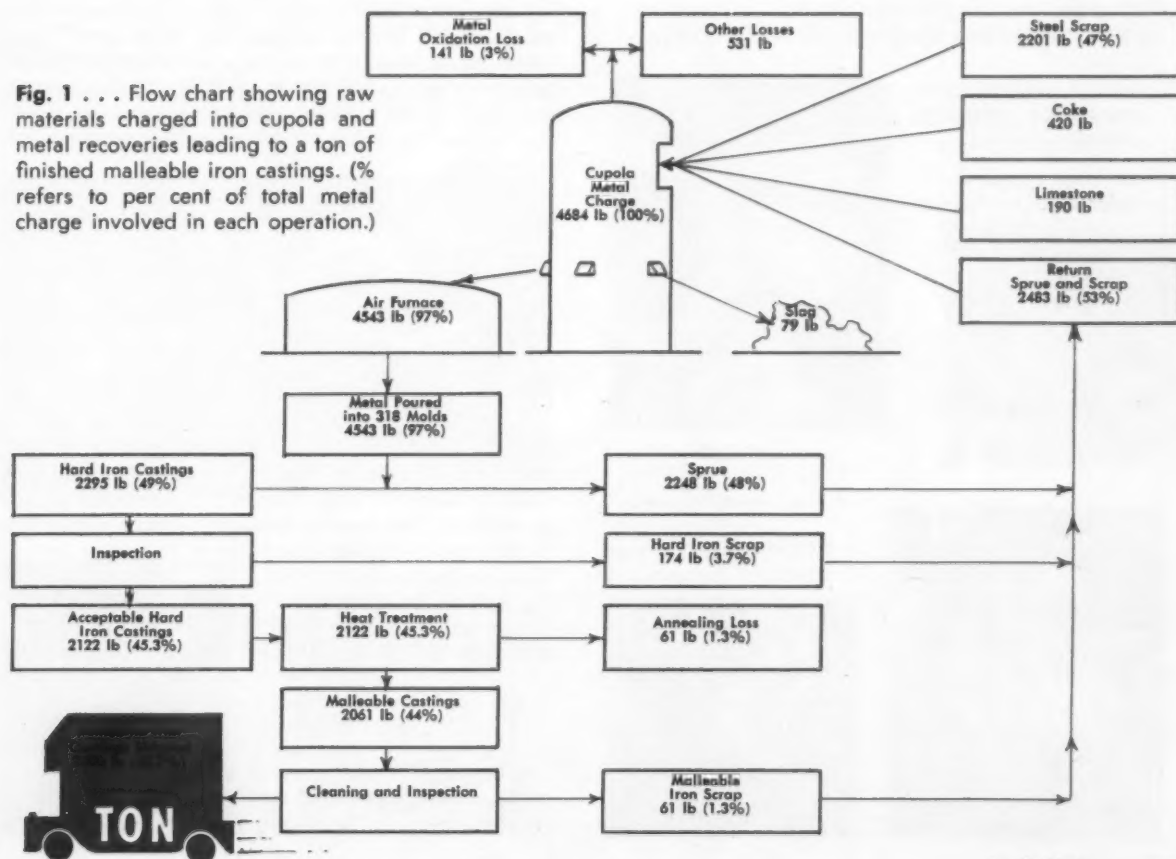 Metal
Oxidation Loss
141 lb (3%)
Other Losses
531 lb
Steel Scrap
2201 lb (47%)
Fig. 1 . . . Flow chart showing raw
materials charged into cupola and
metal recoveries leading to a ton of
finished malleable iron castings. (%
refers to per cent of total metal
charge involved in each operation.)
Coke
420 lb
Cupola
Metal
Charge
4684 lb (100%)
Limestone
190 lb
Return
Sprue and Scrap
2483 lb (53%)
Air Furnace
4543 lb (97%)
Slag
79 lb
Metal Poured
into 318 Molds
4543 lb (97%)
Hard Iron Castings
2295 lb (49%)
Sprue
2248 lb (48%)
Inspection
Hard Iron Scrap
174 lb (3.7%)
Acceptable Hard
Iron Castings
2122 lb (45.3%)
Heat Treatment
2122 lb (45.3%)
Annealing Loss
61 lb (1.3%)
Malleable Castings
2061 lb (44%)
Cleaning and Inspection
Malleable
Iron Scrap
61 lb (1.3%)
TON